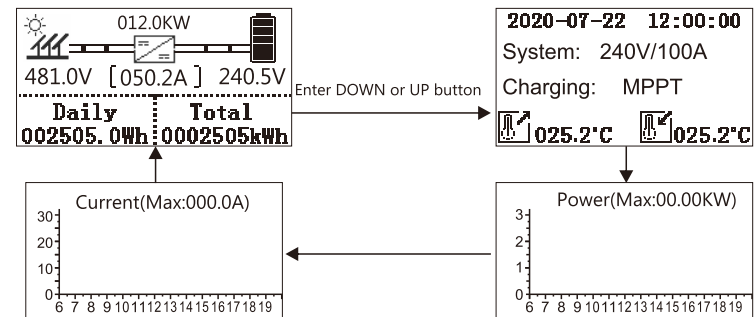 012.0KW
481.0V [050.2A] 240.5V
Daily Total
002505.0Wh 0002505kWh
Enter DOWN or UP button
2020-07-22 12:00:00
System: 240V/100A
Charging: MPPT
025.2°C 025.2°C
Current(Max:000.0A)
30
20
10
0
6 7 8 9 10 11 12 13 14 15 16 17 18 19
Power(Max:00.00KW)
3
2
1
0
6 7 8 9 10 11 12 13 14 15 16 17 18 19